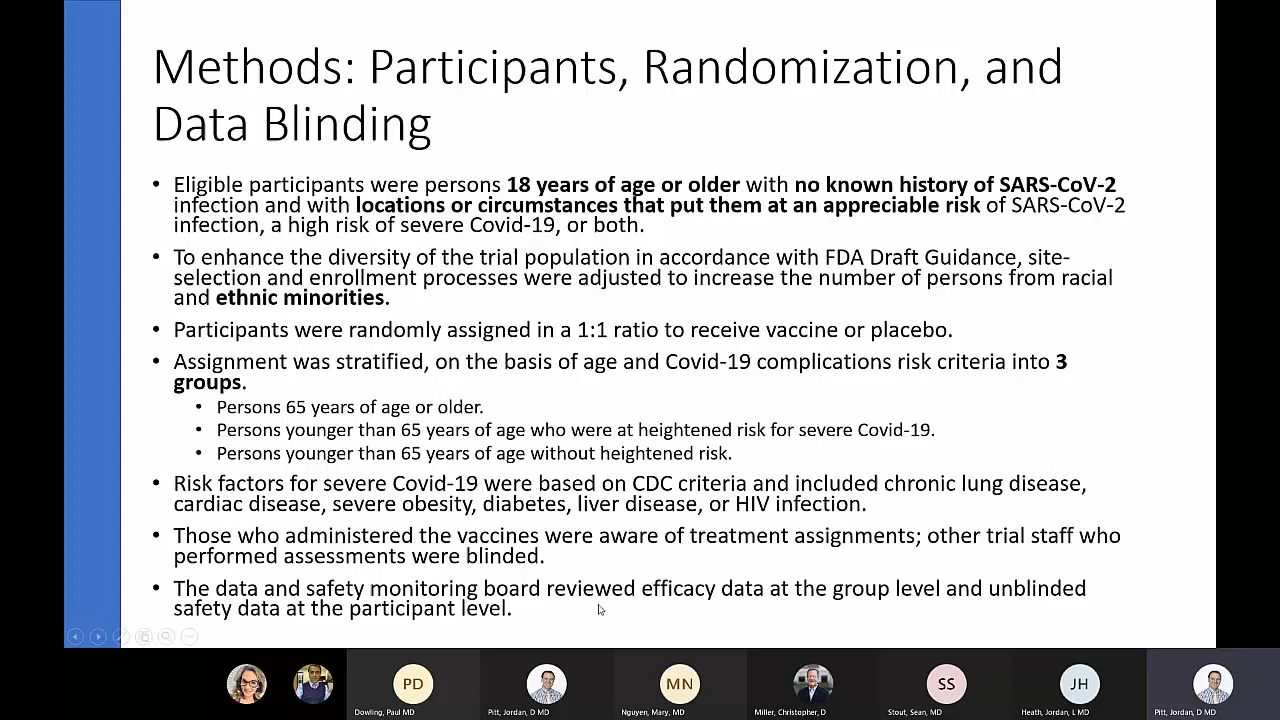 Methods: Participants, Randomization, and
Data Blinding
• Eligible participants were persons 18 years of age or older with no known history of SARS-CoV-2
infection and with locations or circumstances that put them at an appreciable risk of SARS-CoV-2
infection, a high risk of severe Covid-19, or both.
• To enhance the diversity of the trial population in accordance with FDA Draft Guidance, site-
selection and enrollment processes were adjusted to increase the number of persons from racial
and ethnic minorities.
• Participants were randomly assigned in a 1:1 ratio to receive vaccine or placebo.
• Assignment was stratified, on the basis of age and Covid-19 complications risk criteria into 3
groups.
• Persons 65 years of age or older.
• Persons younger than 65 years of age who were at heightened risk for severe Covid-19.
• Persons younger than 65 years of age without heightened risk.
• Risk factors for severe Covid-19 were based on CDC criteria and included chronic lung disease,
cardiac disease, severe obesity, diabetes, liver disease, or HIV infection.
• Those who administered the vaccines were aware of treatment assignments; other trial staff who
performed assessments were blinded.
• The data and safety monitoring board reviewed efficacy data at the group level and unblinded
safety data at the participant level.
PD MN SS JH
Dowling, Paul MD Pitt, Jordan, D MD Nguyen, Mary, MD Miller, Christopher, D Stout, Sean, MD Heath, Jordan, L MD Pitt, Jordan, D MD